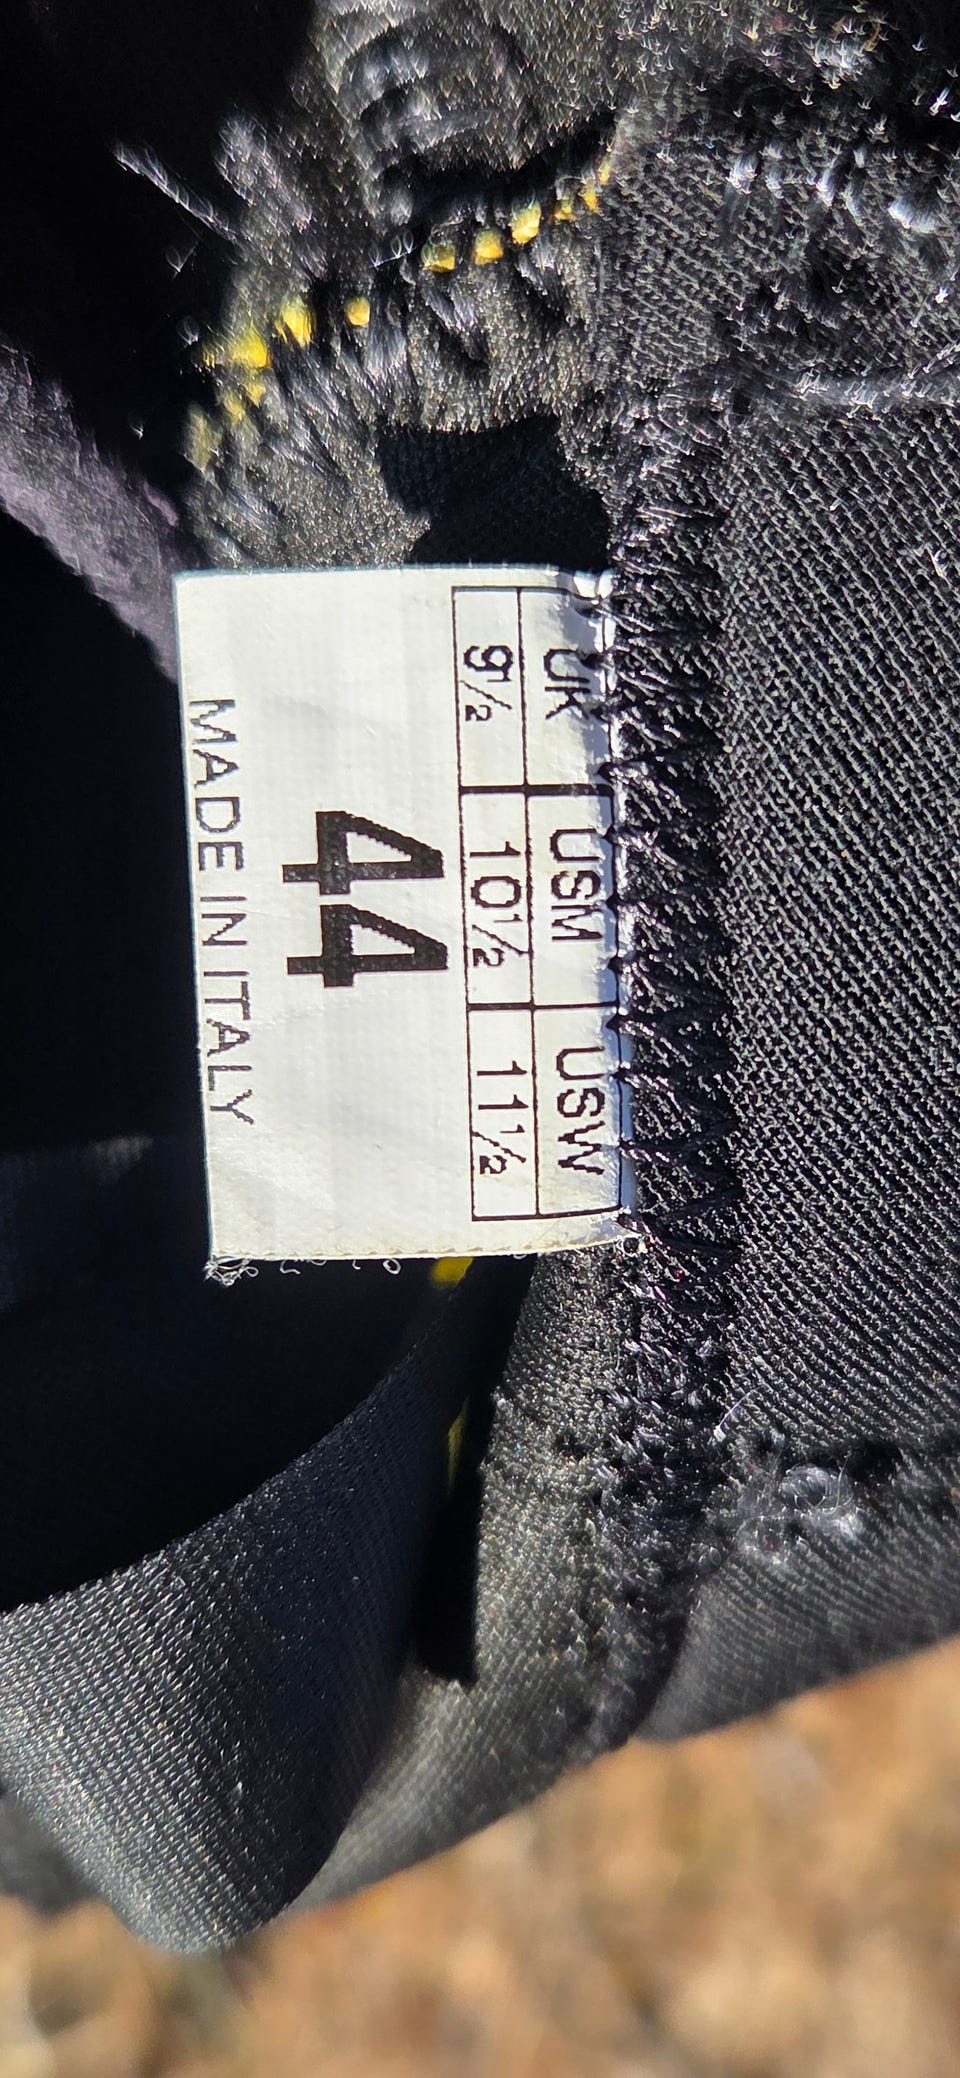 UK USM USW
9½ 10½ 11½
44
MADE IN ITALY